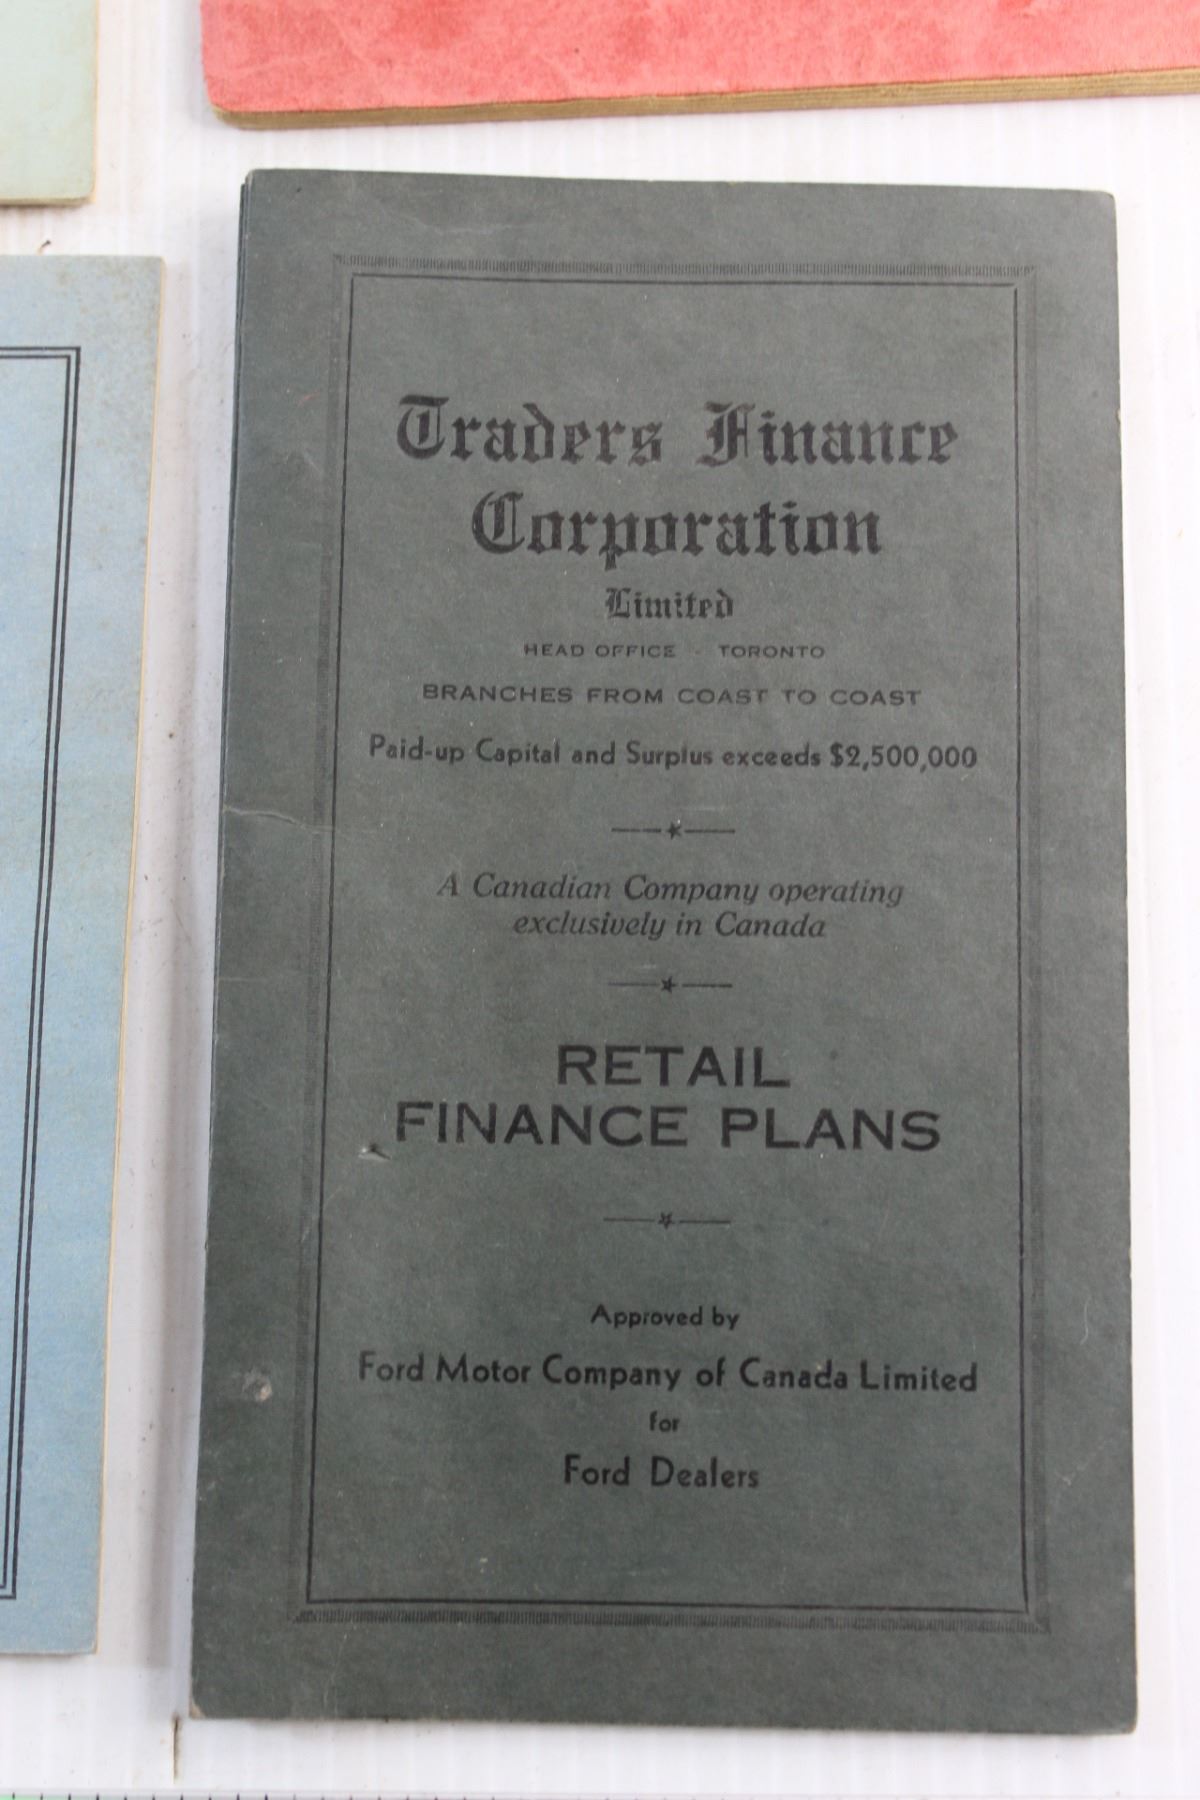 Traders Finance
Corporation
Limited
HEAD OFFICE - TORONTO
BRANCHES FROM COAST TO COAST
Paid-up Capital and Surplus exceeds $2,500,000
A Canadian Company operating
exclusively in Canada
RETAIL
FINANCE PLANS
Approved by
Ford Motor Company of Canada Limited
for
Ford Dealers